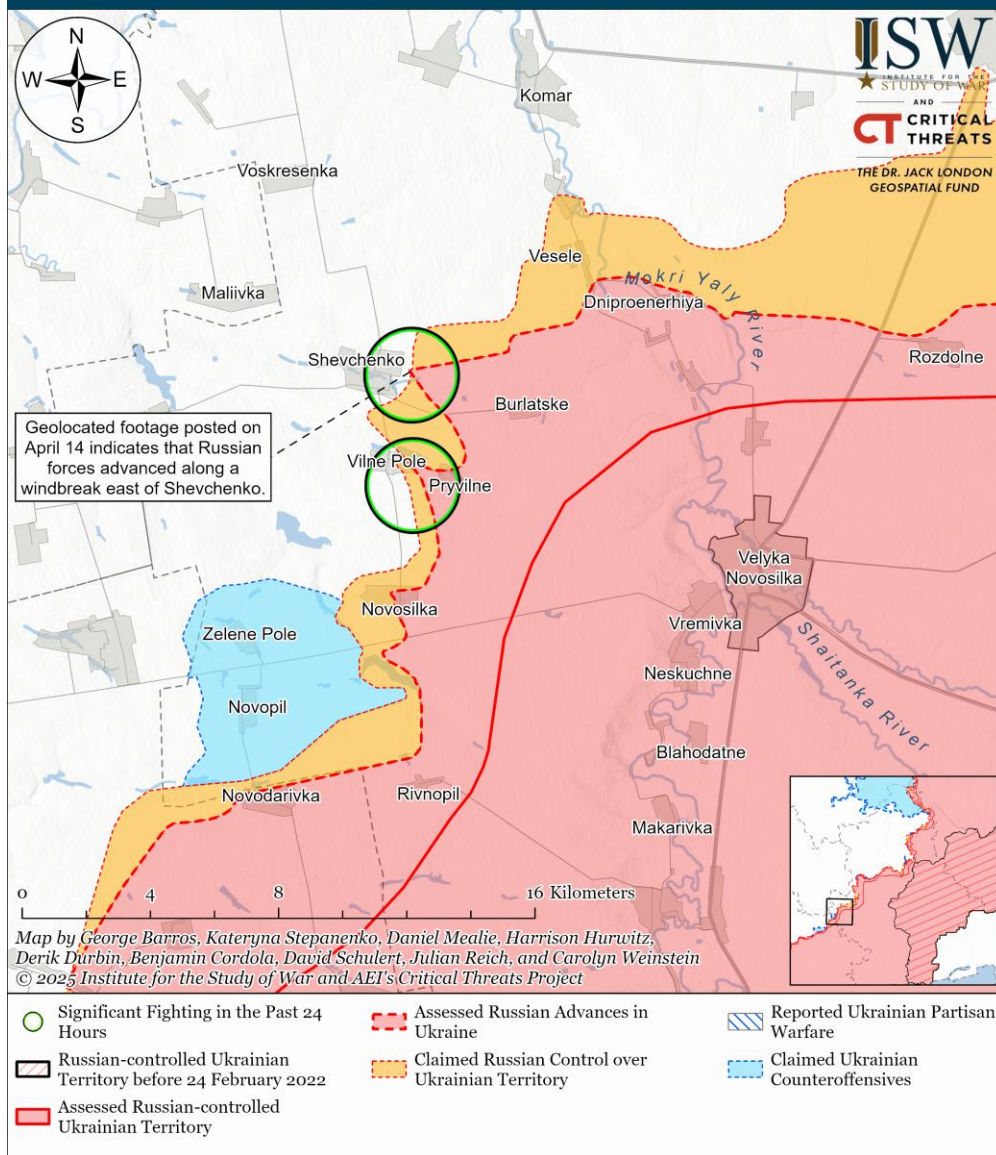 N
W
E
S
ISW
INSTITUTE FOR THE
STUDY OF WAR
AND
CT CRITICAL
THREATS
THE DR. JACK LONDON
GEOSPATIAL FUND
Komar
Voskresenka
Vesele
Mokri Yaly River
Maliivka
Dniproenerhiya
Shevchenko
Rozdolne
Burlatske
Geolocated footage posted on
April 14 indicates that Russian
forces advanced along a
windbreak east of Shevchenko.
Vilne Pole
Pryvilne
Velyka
Novosilka
Novosilka
Vremivka
Zelene Pole
Shaitanka River
Neskuchne
Novopil
Blahodatne
Novodarivka
Rivnopil
Makarivka
0 4 8 16 Kilometers
Map by George Barros, Kateryna Stepanenko, Daniel Mealie, Harrison Hurwitz,
Derik Durbin, Benjamin Cordola, David Schulert, Julian Reich, and Carolyn Weinstein
© 2025 Institute for the Study of War and AEI's Critical Threats Project
Significant Fighting in the Past 24
Hours
Russian-controlled Ukrainian
Territory before 24 February 2022
Assessed Russian-controlled
Ukrainian Territory
Assessed Russian Advances in
Ukraine
Claimed Russian Control over
Ukrainian Territory
Reported Ukrainian Partisan
Warfare
Claimed Ukrainian
Counteroffensives